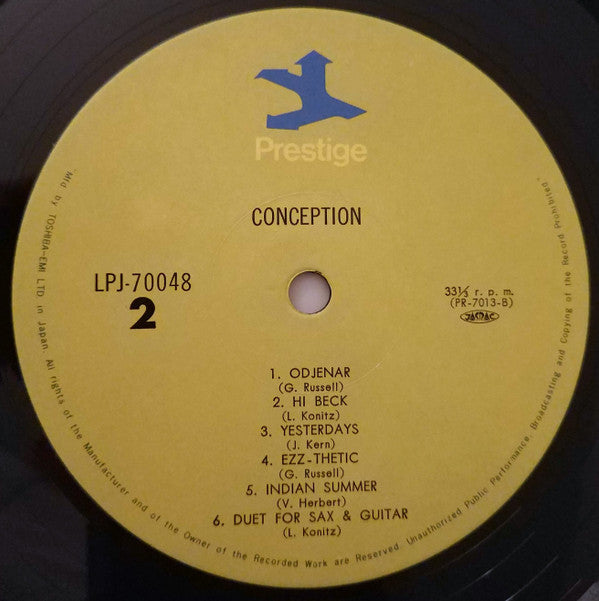 Prestige
CONCEPTION
LPJ-70048
2
33⅓ r. p. m.
(PR-7013-B)
JASRAC
1. ODJENAR
(G. Russell)
2. HI BECK
(L. Konitz)
3. YESTERDAYS
(J. Kern)
4. EZZ-THETIC
(G. Russell)
5. INDIAN SUMMER
(V. Herbert)
6. DUET FOR SAX & GUITAR
(L. Konitz)
"Mfd by TOSHIBA-EMI LTD. in Japan. All rights of the Manufacturer and of the Owner of the Recorded Work are Reserved. Unauthorized Public Performance, Broadcasting and Copying of the Record Prohibited"